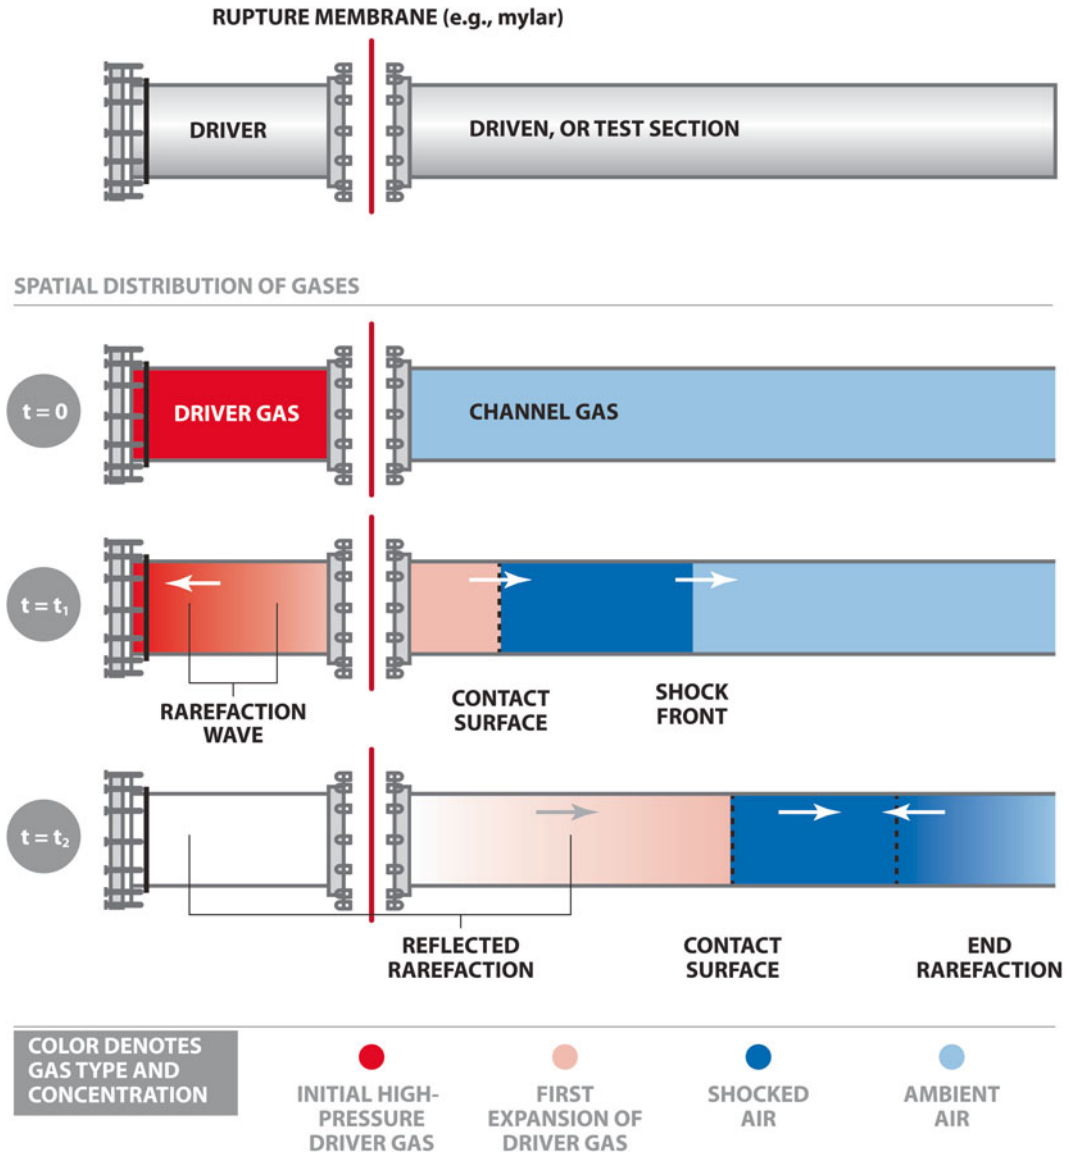 RUPTURE MEMBRANE (e.g., mylar)
DRIVER
DRIVEN, OR TEST SECTION
SPATIAL DISTRIBUTION OF GASES
t = 0
DRIVER GAS
CHANNEL GAS
t = t₁
RAREFACTION
WAVE
CONTACT
SURFACE
SHOCK
FRONT
t = t₂
REFLECTED
RAREFACTION
CONTACT
SURFACE
END
RAREFACTION
COLOR DENOTES
GAS TYPE AND
CONCENTRATION
INITIAL HIGH-
PRESSURE
DRIVER GAS
FIRST
EXPANSION OF
DRIVER GAS
SHOCKED
AIR
AMBIENT
AIR